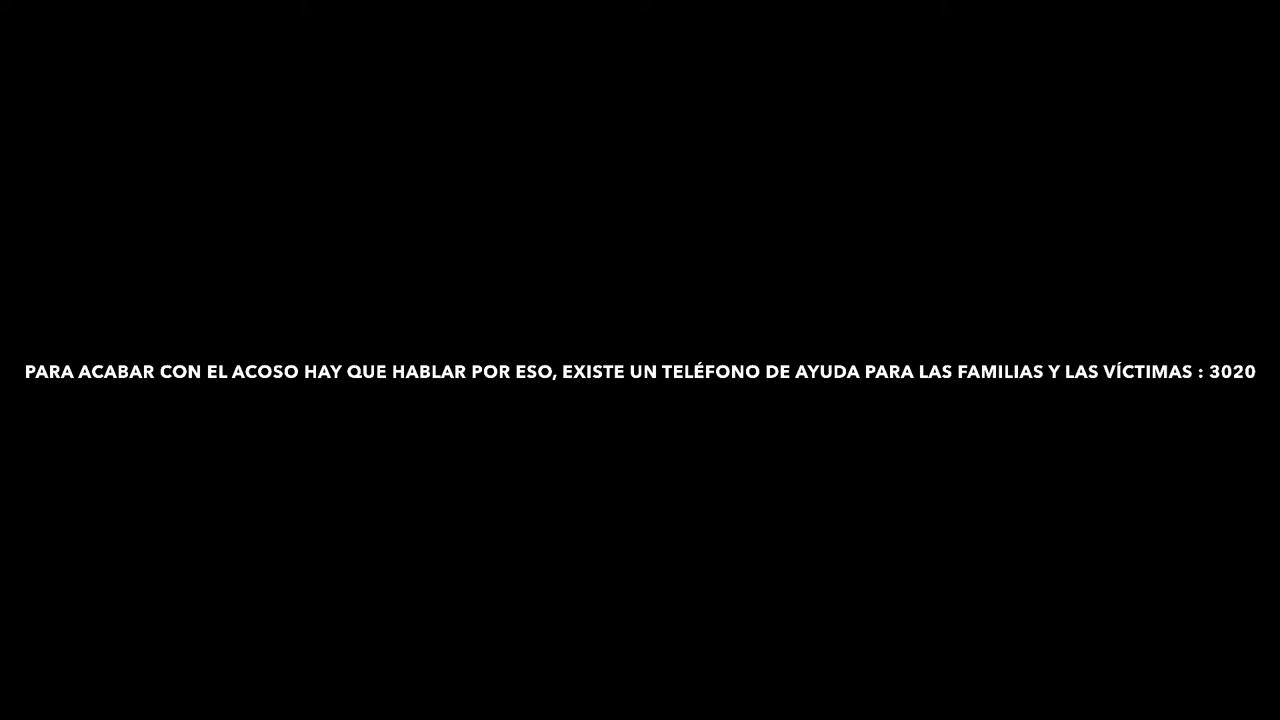 PARA ACABAR CON EL ACOSO HAY QUE HABLAR POR ESO, EXISTE UN TELÉFONO DE AYUDA PARA LAS FAMILIAS Y LAS VÍCTIMAS : 3020